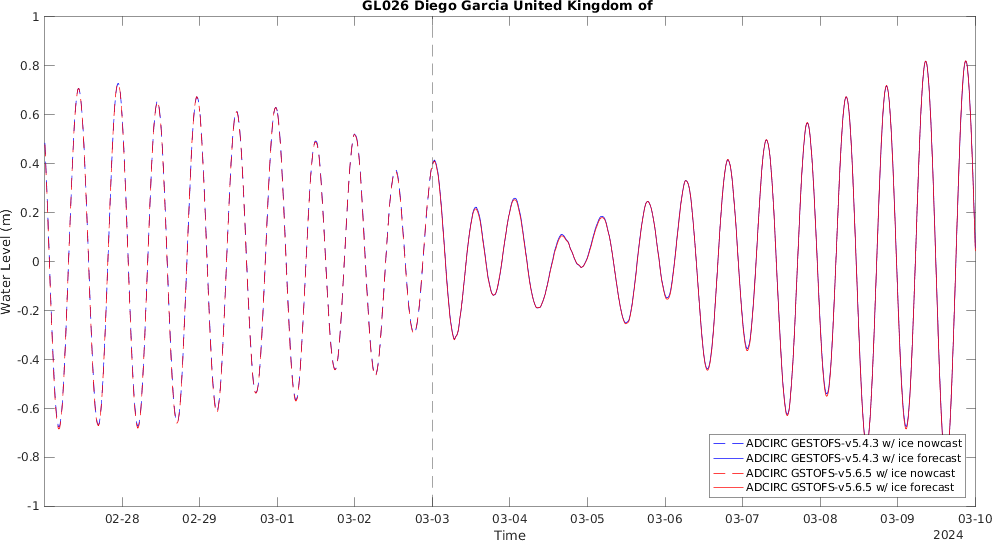 GL026 Diego Garcia United Kingdom of
Water Level (m)
1
0.8
0.6
0.4
0.2
0
-0.2
-0.4
-0.6
-0.8
-1
ADCIRC GESTOFS-v5.4.3 w/ ice nowcast
ADCIRC GESTOFS-v5.4.3 w/ ice forecast
ADCIRC GSTOFS-v5.6.5 w/ ice nowcast
ADCIRC GSTOFS-v5.6.5 w/ ice forecast
02-28 02-29 03-01 03-02 03-03 03-04 03-05 03-06 03-07 03-08 03-09 03-10
Time
2024